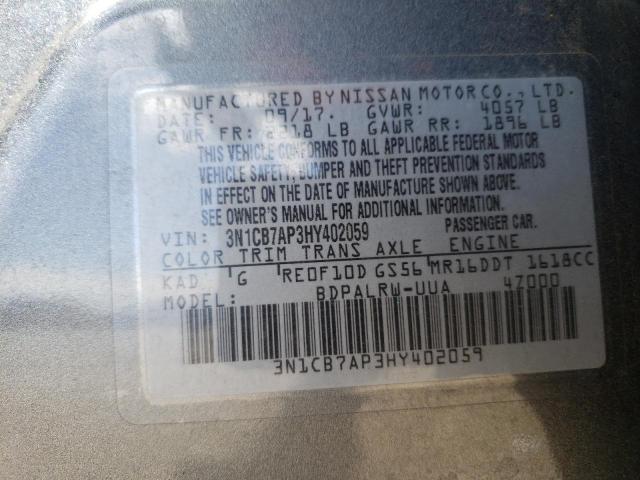 MANUFACTURED BY NISSAN MOTOR CO., LTD.
DATE: 09/17. GVWR: 4057 LB
GAWR FR: 2218 LB GAWR RR: 1896 LB
THIS VEHICLE CONFORMS TO ALL APPLICABLE FEDERAL MOTOR
VEHICLE SAFETY, BUMPER AND THEFT PREVENTION STANDARDS
IN EFFECT ON THE DATE OF MANUFACTURE SHOWN ABOVE.
SEE OWNER'S MANUAL FOR ADDITIONAL INFORMATION.
VIN: 3N1CB7AP3HY402059 PASSENGER CAR.
COLOR TRIM TRANS AXLE ENGINE
KAD G RE0F10D GS56 MR16DDT 1618CC
MODEL: BDPALRW-UUA 47000
3N1CB7AP3HY402059